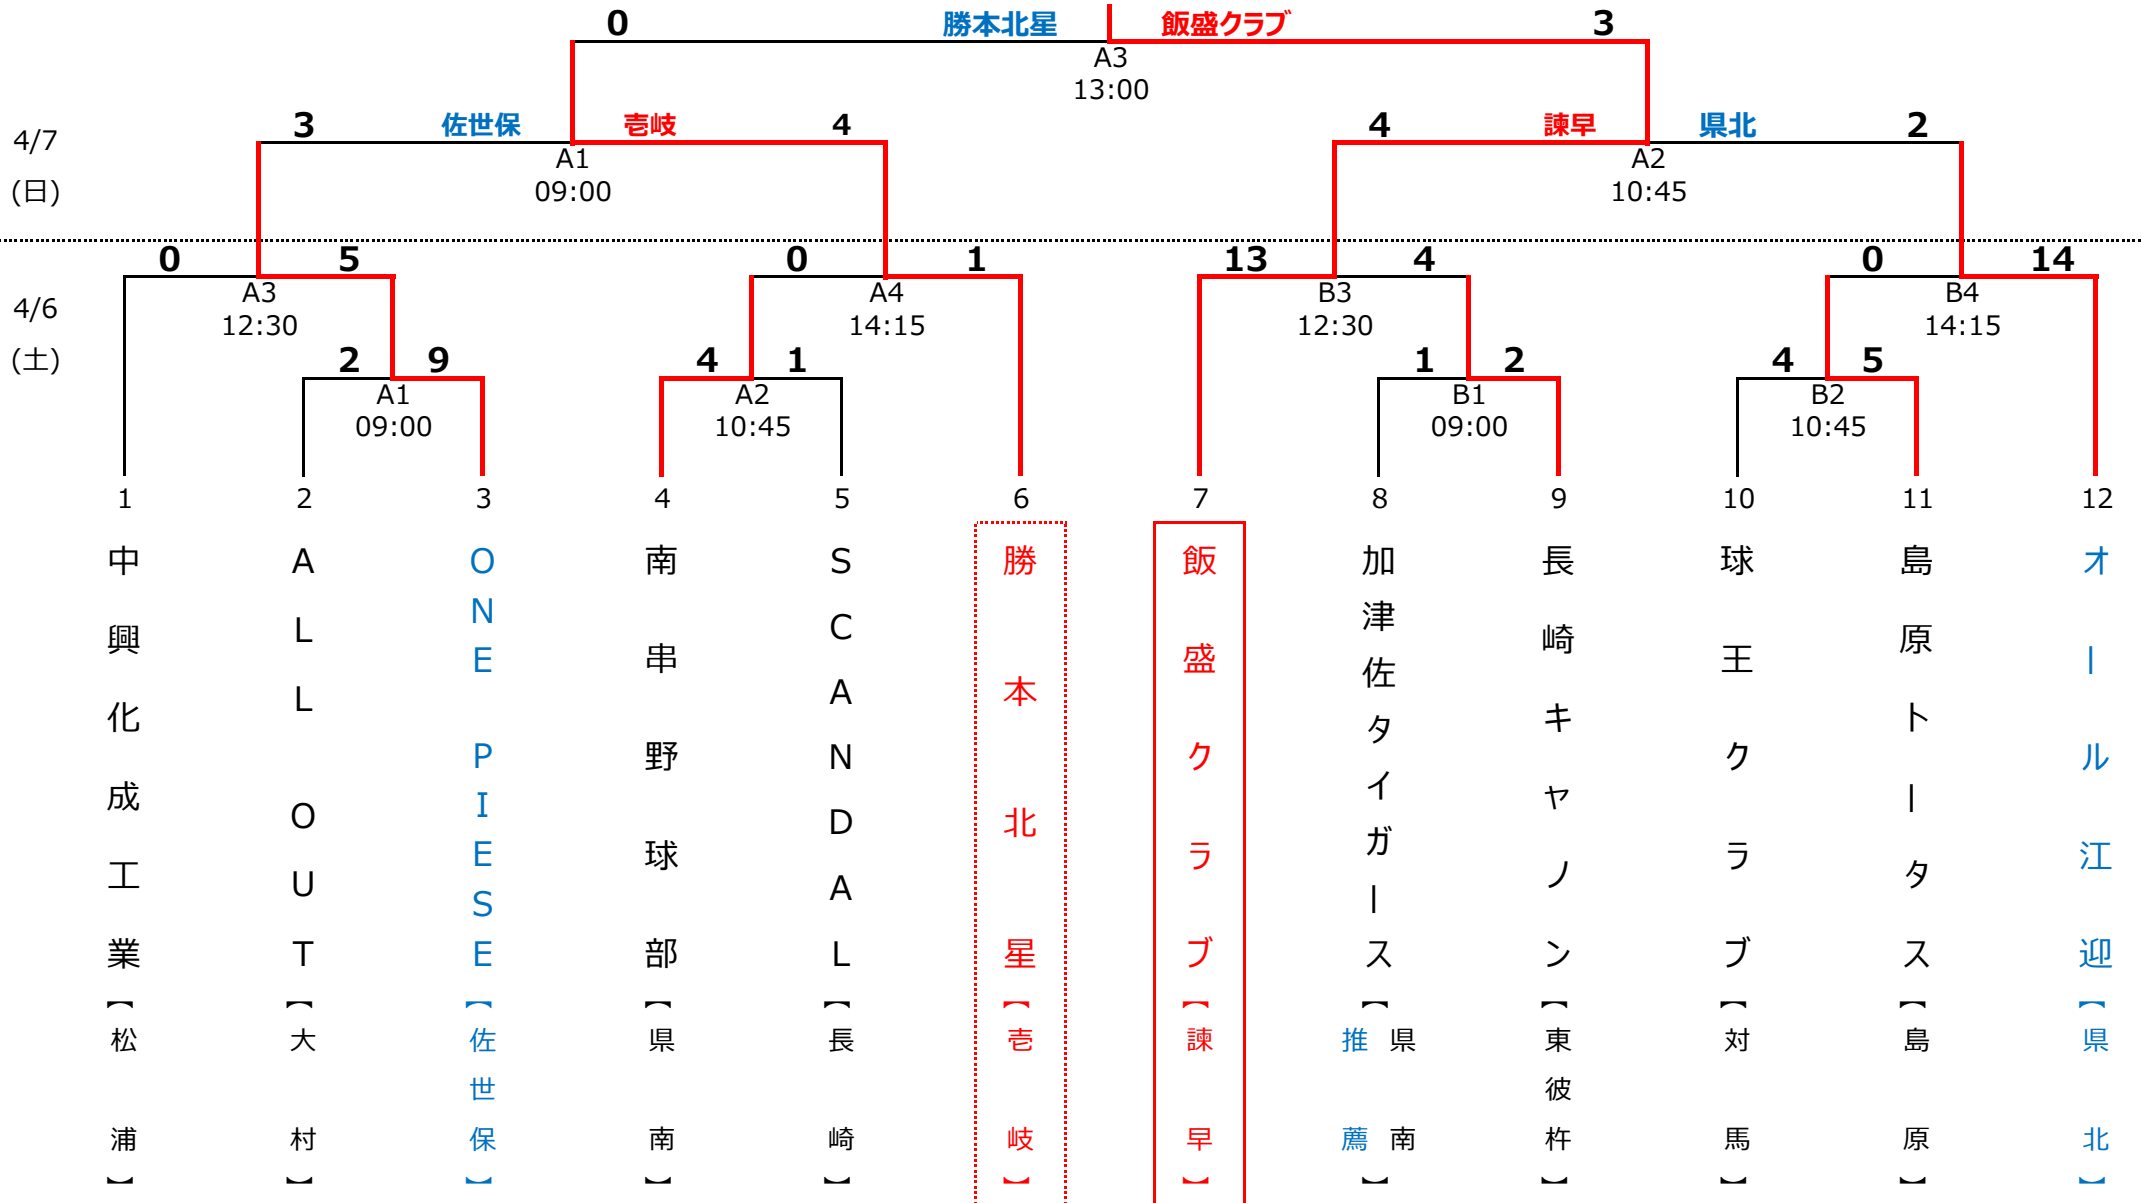 0 勝本北星 飯盛クラブ 3
A3
13:00
4/7
(日)
3 佐世保 壱岐 4
A1
09:00
4 諫早 県北 2
A2
10:45
4/6
(土)
0 5
A3
12:30
0 1
A4
14:15
13 4
B3
12:30
0 14
B4
14:15
2 9
A1
09:00
4 1
A2
10:45
1 2
B1
09:00
4 5
B2
10:45
1 2 3 4 5 6 7 8 9 10 11 12
中興化成工業【松浦】
ALL OUT【大村】
ONE PIESE【佐世保】
南串野球部【県南】
SCANDAL【長崎】
勝本北星【壱岐】
飯盛クラブ【諫早】
加津佐タイガース【県南
推薦】
長崎キヤノン【東彼杵】
球王クラブ【対馬】
島原トータス【島原】
オール江迎【県北】